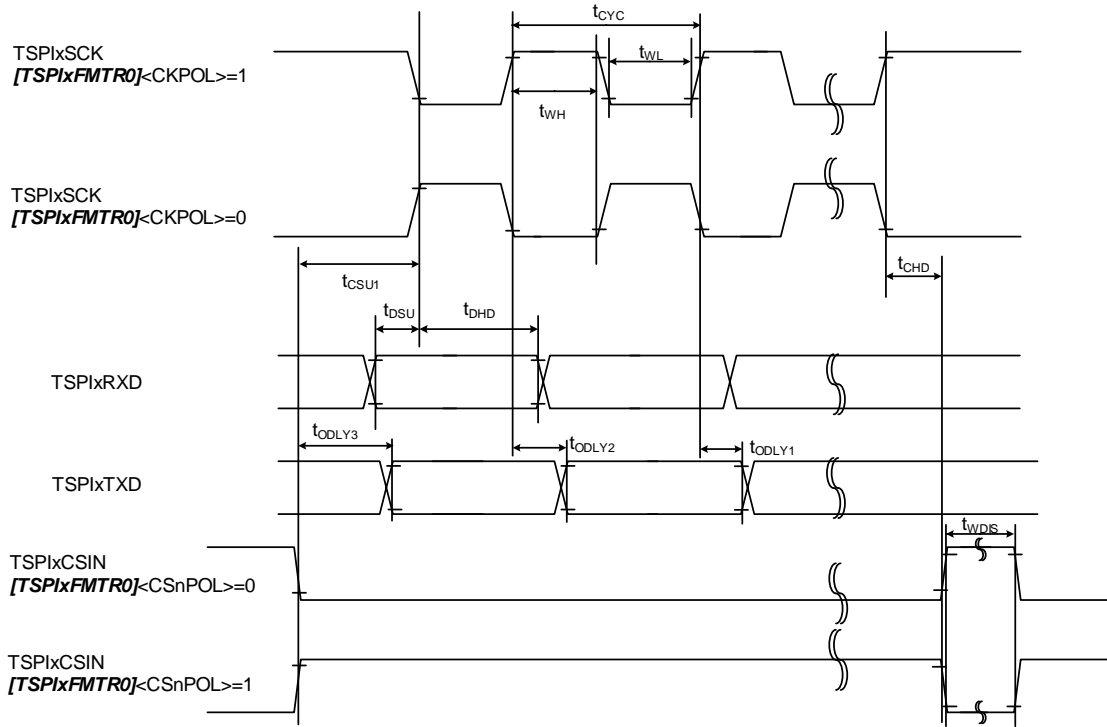 tCYC
TSPIxSCK
[TSPIxFMTR0]<CKPOL>=1
tWL
tWH
TSPIxSCK
[TSPIxFMTR0]<CKPOL>=0
tCSU1
tCHD
tDSU
tDHD
TSPIxRXD
tODLY3
tODLY2
tODLY1
TSPIxTXD
tWDIS
TSPIxCSIN
[TSPIxFMTR0]<CSnPOL>=0
TSPIxCSIN
[TSPIxFMTR0]<CSnPOL>=1